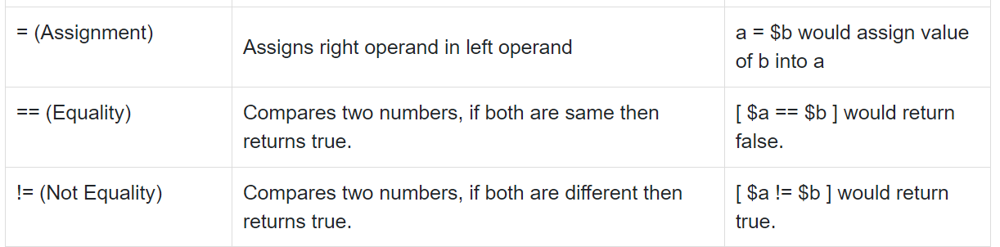 = (Assignment)
Assigns right operand in left operand
a = $b would assign value
of b into a
== (Equality)
Compares two numbers, if both are same then
returns true.
[ $a == $b ] would return
false.
!= (Not Equality)
Compares two numbers, if both are different then
returns true.
[ $a != $b ] would return
true.